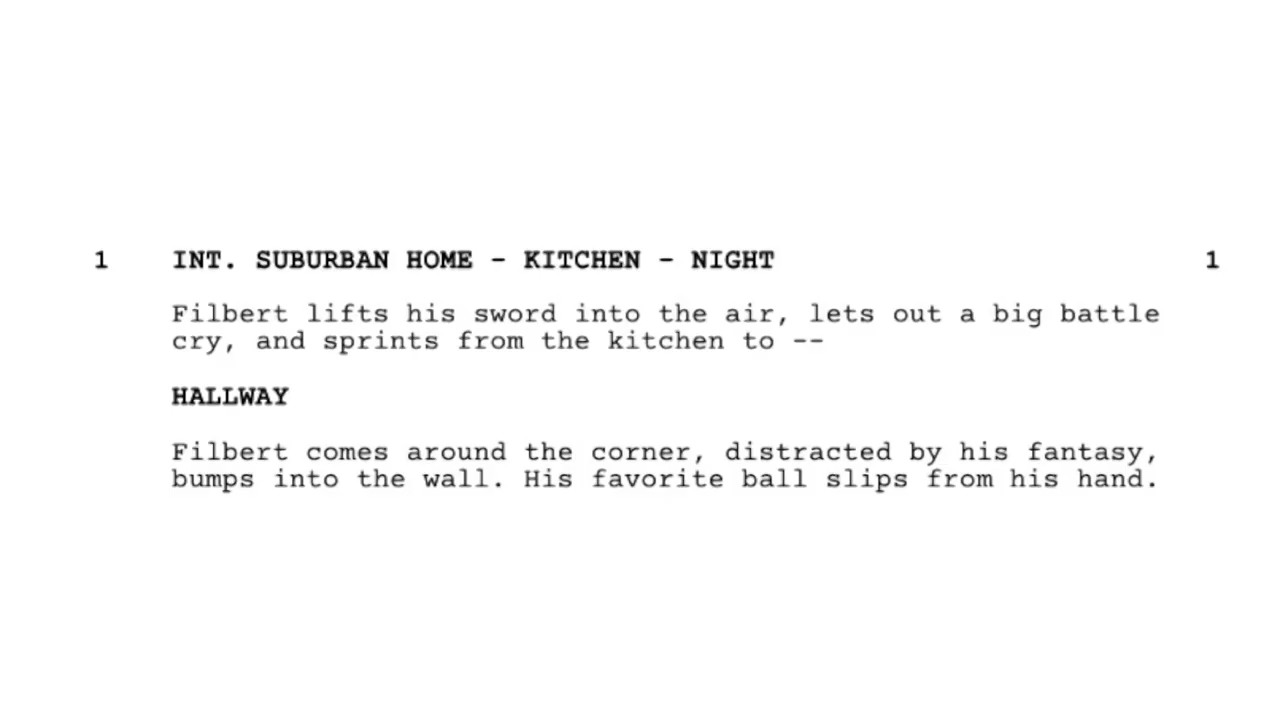 1 INT. SUBURBAN HOME - KITCHEN - NIGHT 1
Filbert lifts his sword into the air, lets out a big battle
cry, and sprints from the kitchen to --
HALLWAY
Filbert comes around the corner, distracted by his fantasy,
bumps into the wall. His favorite ball slips from his hand.